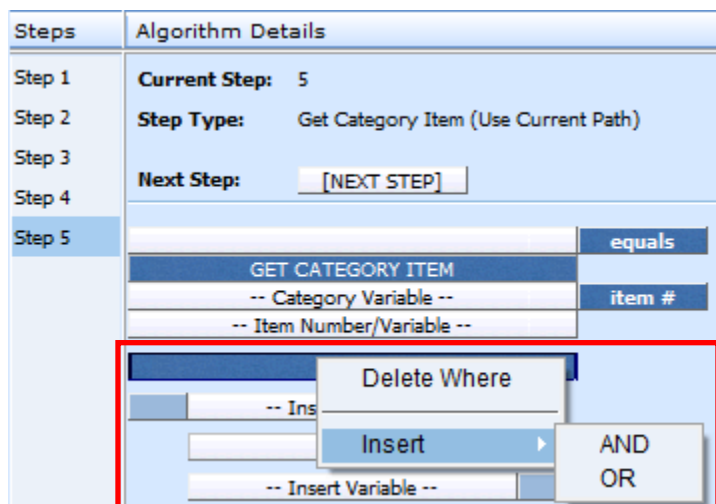 Steps Algorithm Details
Step 1 Current Step: 5
Step 2 Step Type: Get Category Item (Use Current Path)
Step 3
Next Step: [NEXT STEP]
Step 4
Step 5
equals
GET CATEGORY ITEM
-- Category Variable -- item #
-- Item Number/Variable --
Delete Where
-- Ins
Insert AND
OR
-- Insert Variable --